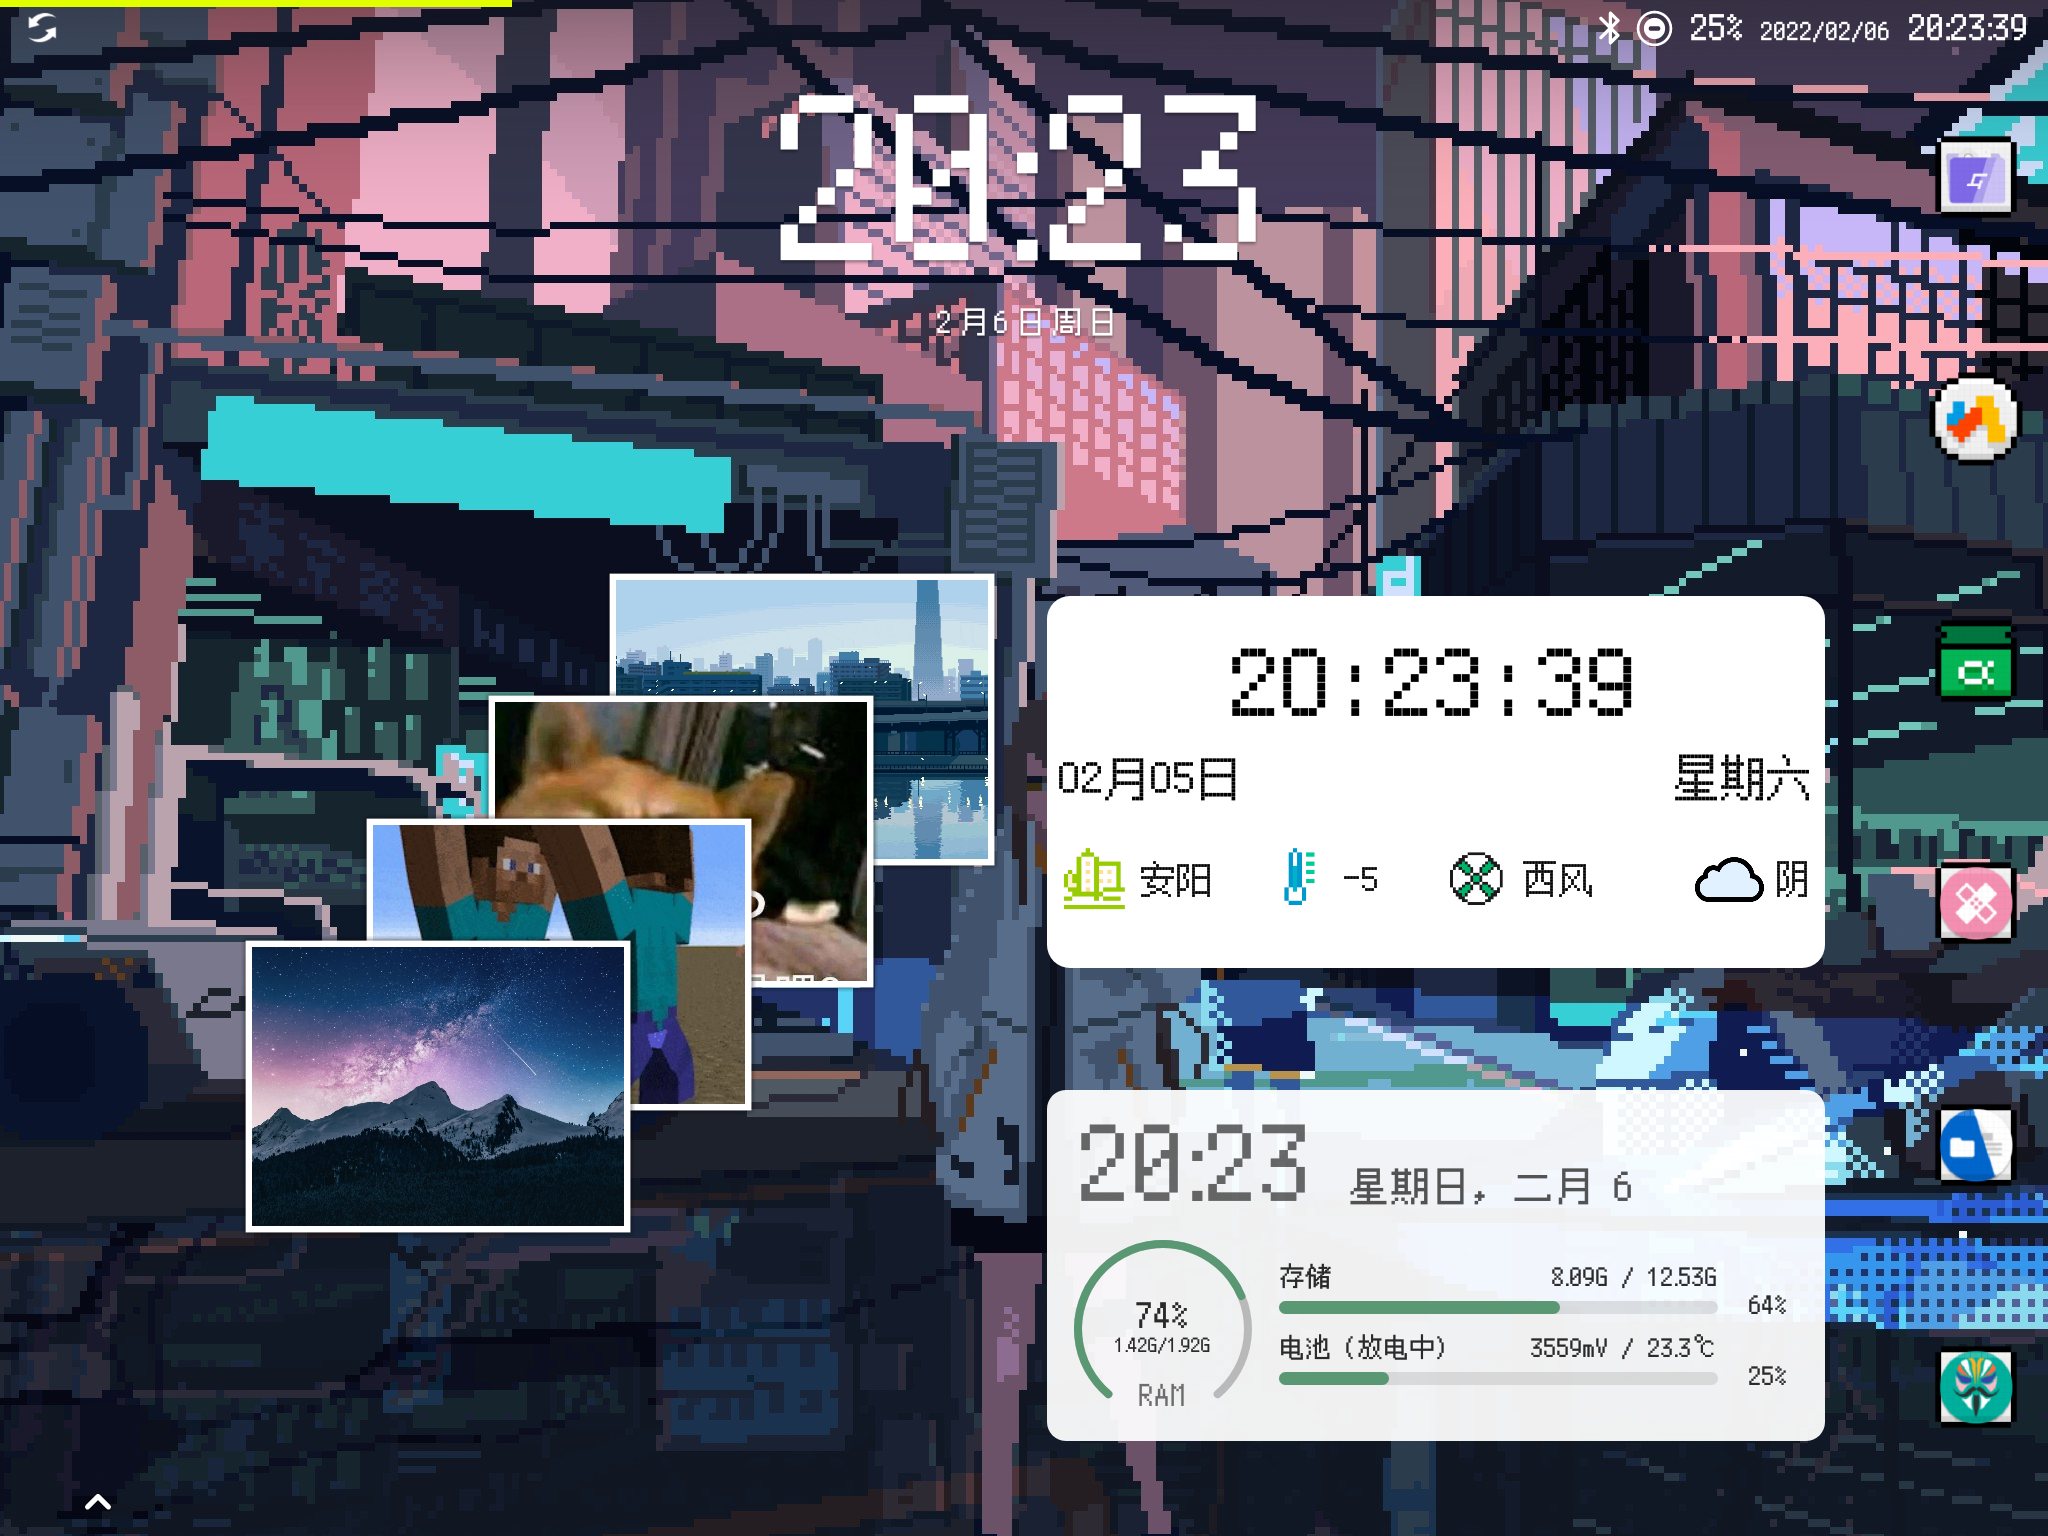 25% 2022/02/06 20:23:39
20:23
2月6日周日
20:23:39
02月05日 星期六
安阳 -5 西风 阴
20:23 星期日，二月 6
74%
1.42G/1.92G
RAM
存储 8.09G / 12.53G
64%
电池（放电中） 3559mV / 23.3℃
25%